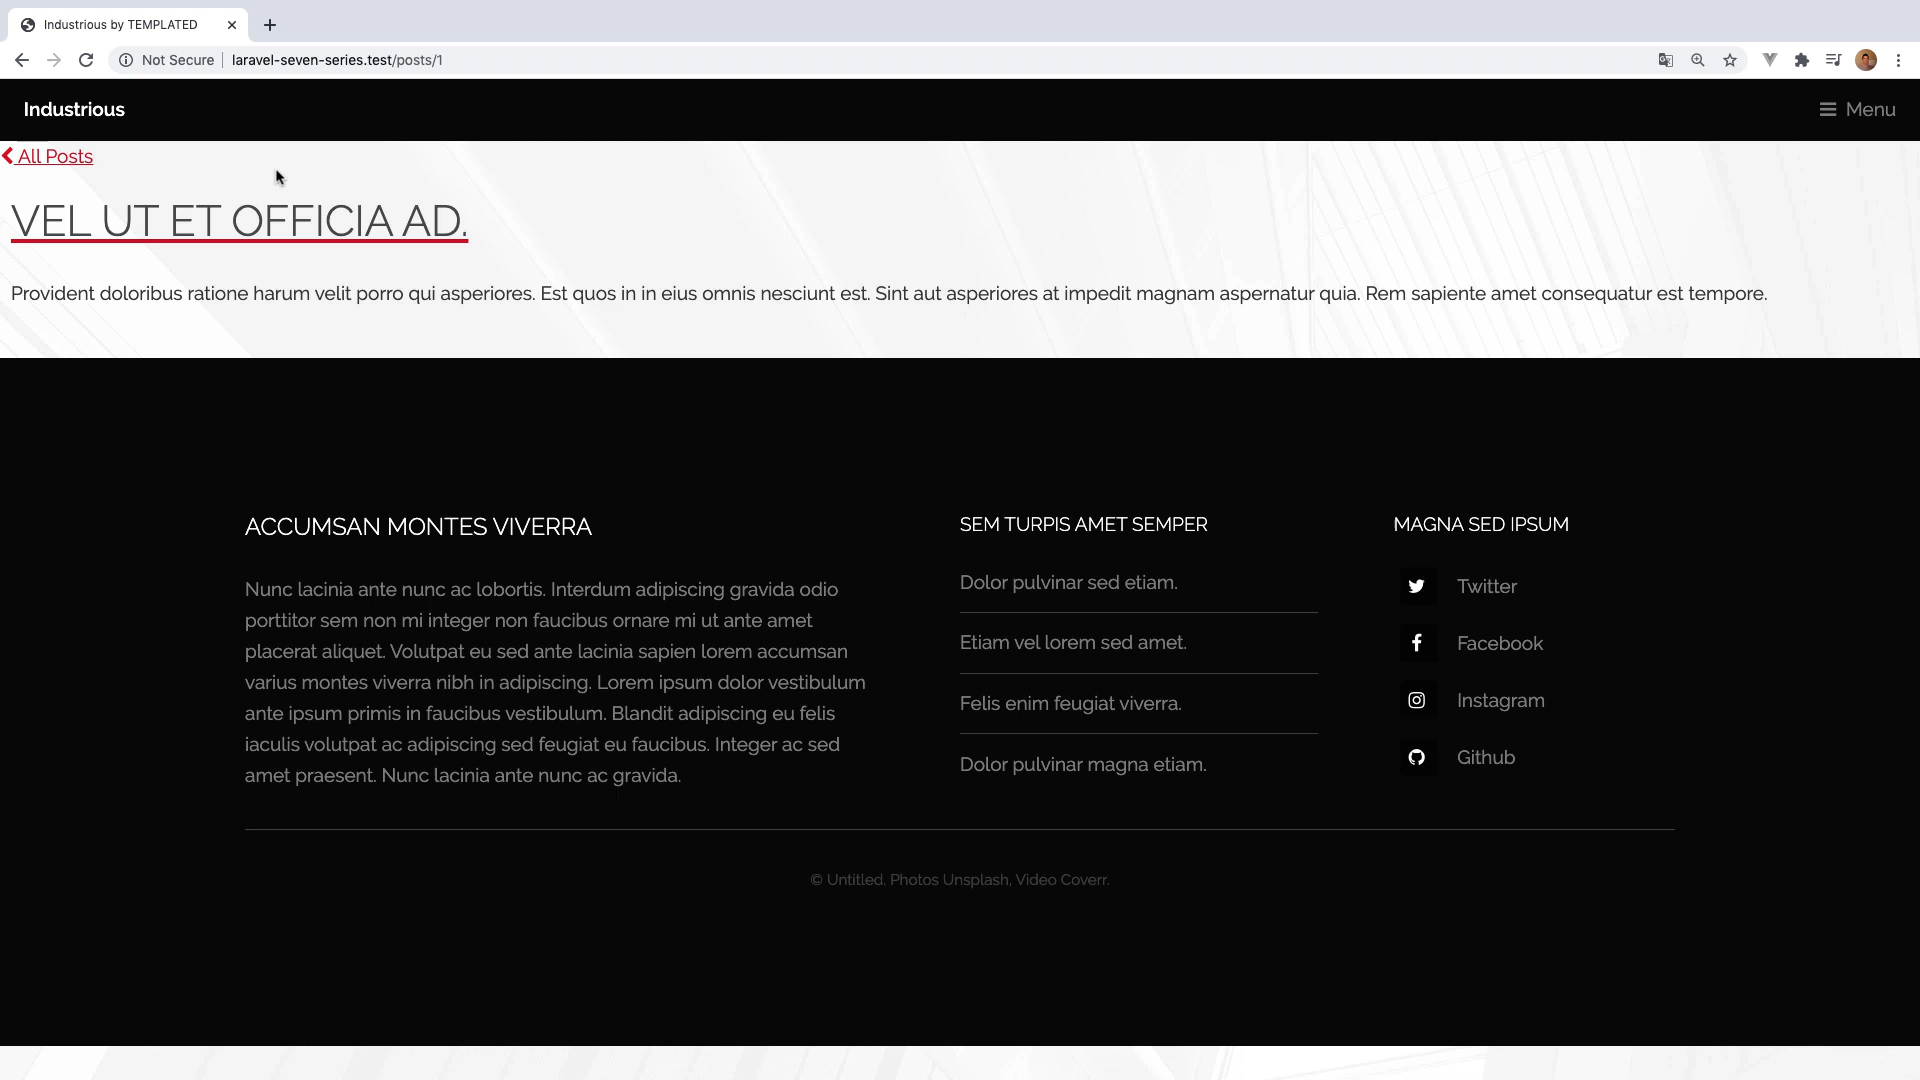 Industrious by TEMPLATED
Not Secure
laravel-seven-series.test/posts/1
Industrious
Menu
All Posts
VEL UT ET OFFICIA AD.
Provident doloribus ratione harum velit porro qui asperiores. Est quos in in eius omnis nesciunt est. Sint aut asperiores at impedit magnam aspernatur quia. Rem sapiente amet consequatur est tempore.
ACCUMSAN MONTES VIVERRA
Nunc lacinia ante nunc ac lobortis. Interdum adipiscing gravida odio
porttitor sem non mi integer non faucibus ornare mi ut ante amet
placerat aliquet. Volutpat eu sed ante lacinia sapien lorem accumsan
varius montes viverra nibh in adipiscing. Lorem ipsum dolor vestibulum
ante ipsum primis in faucibus vestibulum. Blandit adipiscing eu felis
iaculis volutpat ac adipiscing sed feugiat eu faucibus. Integer ac sed
amet praesent. Nunc lacinia ante nunc ac gravida.
SEM TURPIS AMET SEMPER
Dolor pulvinar sed etiam.
Etiam vel lorem sed amet.
Felis enim feugiat viverra.
Dolor pulvinar magna etiam.
MAGNA SED IPSUM
Twitter
Facebook
Instagram
Github
© Untitled. Photos Unsplash, Video Coverr.